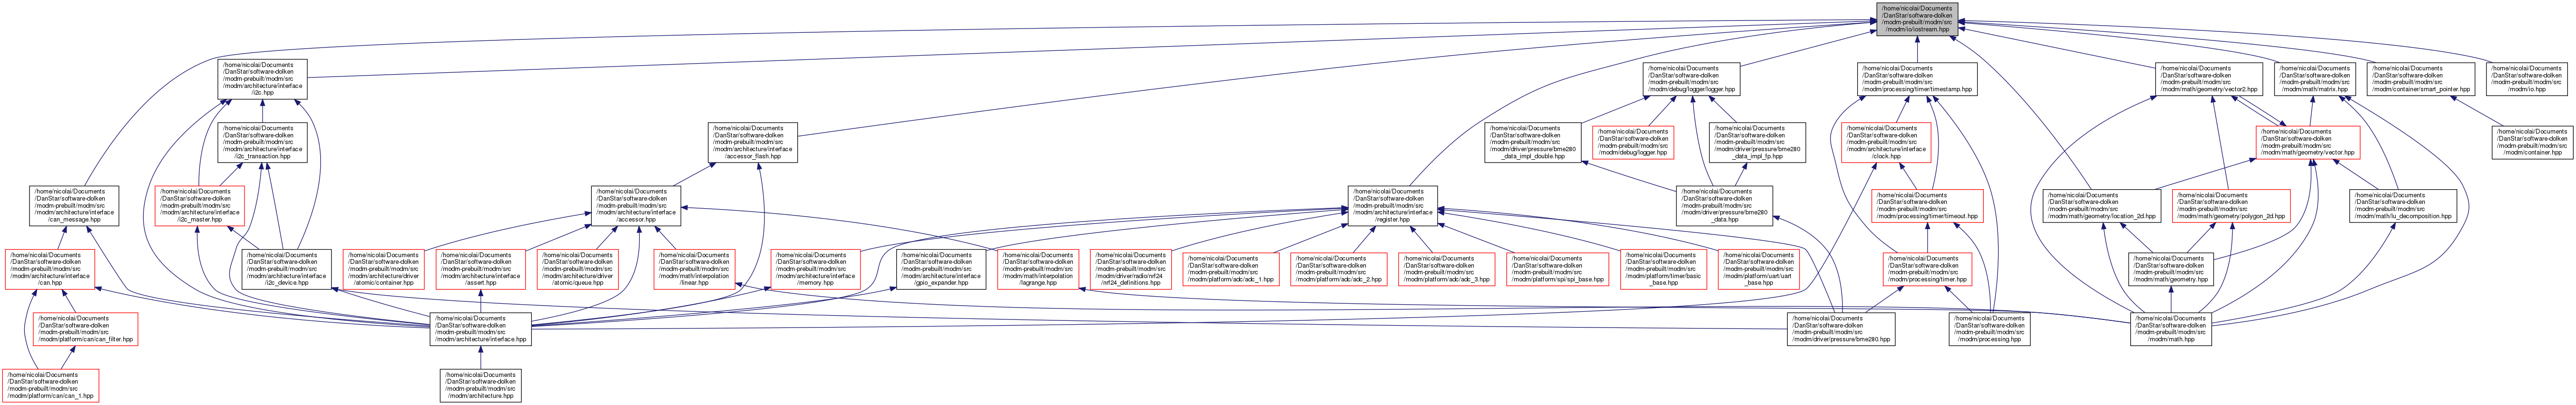 /home/nicolai/Documents
/DanStar/software-dolken
/modm-prebuilt/modm/src
/modm/io/iostream.hpp
/home/nicolai/Documents
/DanStar/software-dolken
/modm-prebuilt/modm/src
/modm/architecture/interface
/i2c.hpp
/home/nicolai/Documents
/DanStar/software-dolken
/modm-prebuilt/modm/src
/modm/debug/logger/logger.hpp
/home/nicolai/Documents
/DanStar/software-dolken
/modm-prebuilt/modm/src
/modm/processing/timer/timestamp.hpp
/home/nicolai/Documents
/DanStar/software-dolken
/modm-prebuilt/modm/src
/modm/math/geometry/vector2.hpp
/home/nicolai/Documents
/DanStar/software-dolken
/modm-prebuilt/modm/src
/modm/math/matrix.hpp
/home/nicolai/Documents
/DanStar/software-dolken
/modm-prebuilt/modm/src
/modm/container/smart_pointer.hpp
/home/nicolai/Documents
/DanStar/software-dolken
/modm-prebuilt/modm/src
/modm/io.hpp
/home/nicolai/Documents
/DanStar/software-dolken
/modm-prebuilt/modm/src
/modm/architecture/interface
/i2c_transaction.hpp
/home/nicolai/Documents
/DanStar/software-dolken
/modm-prebuilt/modm/src
/modm/architecture/interface
/accessor_flash.hpp
/home/nicolai/Documents
/DanStar/software-dolken
/modm-prebuilt/modm/src
/modm/driver/pressure/bme280
_data_impl_double.hpp
/home/nicolai/Documents
/DanStar/software-dolken
/modm-prebuilt/modm/src
/modm/debug/logger.hpp
/home/nicolai/Documents
/DanStar/software-dolken
/modm-prebuilt/modm/src
/modm/driver/pressure/bme280
_data_impl_fp.hpp
/home/nicolai/Documents
/DanStar/software-dolken
/modm-prebuilt/modm/src
/modm/architecture/interface
/clock.hpp
/home/nicolai/Documents
/DanStar/software-dolken
/modm-prebuilt/modm/src
/modm/math/geometry/vector.hpp
/home/nicolai/Documents
/DanStar/software-dolken
/modm-prebuilt/modm/src
/modm/container.hpp
/home/nicolai/Documents
/DanStar/software-dolken
/modm-prebuilt/modm/src
/modm/architecture/interface
/can_message.hpp
/home/nicolai/Documents
/DanStar/software-dolken
/modm-prebuilt/modm/src
/modm/architecture/interface
/i2c_master.hpp
/home/nicolai/Documents
/DanStar/software-dolken
/modm-prebuilt/modm/src
/modm/architecture/interface
/accessor.hpp
/home/nicolai/Documents
/DanStar/software-dolken
/modm-prebuilt/modm/src
/modm/architecture/interface
/register.hpp
/home/nicolai/Documents
/DanStar/software-dolken
/modm-prebuilt/modm/src
/modm/driver/pressure/bme280
_data.hpp
/home/nicolai/Documents
/DanStar/software-dolken
/modm-prebuilt/modm/src
/modm/processing/timer/timeout.hpp
/home/nicolai/Documents
/DanStar/software-dolken
/modm-prebuilt/modm/src
/modm/math/geometry/location_2d.hpp
/home/nicolai/Documents
/DanStar/software-dolken
/modm-prebuilt/modm/src
/modm/math/geometry/polygon_2d.hpp
/home/nicolai/Documents
/DanStar/software-dolken
/modm-prebuilt/modm/src
/modm/math/lu_decomposition.hpp
/home/nicolai/Documents
/DanStar/software-dolken
/modm-prebuilt/modm/src
/modm/architecture/interface
/can.hpp
/home/nicolai/Documents
/DanStar/software-dolken
/modm-prebuilt/modm/src
/modm/architecture/interface
/i2c_device.hpp
/home/nicolai/Documents
/DanStar/software-dolken
/modm-prebuilt/modm/src
/modm/architecture/driver
/atomic/container.hpp
/home/nicolai/Documents
/DanStar/software-dolken
/modm-prebuilt/modm/src
/modm/architecture/interface
/assert.hpp
/home/nicolai/Documents
/DanStar/software-dolken
/modm-prebuilt/modm/src
/modm/architecture/driver
/atomic/queue.hpp
/home/nicolai/Documents
/DanStar/software-dolken
/modm-prebuilt/modm/src
/modm/math/interpolation
/linear.hpp
/home/nicolai/Documents
/DanStar/software-dolken
/modm-prebuilt/modm/src
/modm/architecture/interface
/memory.hpp
/home/nicolai/Documents
/DanStar/software-dolken
/modm-prebuilt/modm/src
/modm/architecture/interface
/gpio_expander.hpp
/home/nicolai/Documents
/DanStar/software-dolken
/modm-prebuilt/modm/src
/modm/math/interpolation
/lagrange.hpp
/home/nicolai/Documents
/DanStar/software-dolken
/modm-prebuilt/modm/src
/modm/driver/radio/nrf24
/nrf24_definitions.hpp
/home/nicolai/Documents
/DanStar/software-dolken
/modm-prebuilt/modm/src
/modm/platform/adc/adc_1.hpp
/home/nicolai/Documents
/DanStar/software-dolken
/modm-prebuilt/modm/src
/modm/platform/adc/adc_2.hpp
/home/nicolai/Documents
/DanStar/software-dolken
/modm-prebuilt/modm/src
/modm/platform/adc/adc_3.hpp
/home/nicolai/Documents
/DanStar/software-dolken
/modm-prebuilt/modm/src
/modm/platform/spi/spi_base.hpp
/home/nicolai/Documents
/DanStar/software-dolken
/modm-prebuilt/modm/src
/modm/platform/timer/basic
_base.hpp
/home/nicolai/Documents
/DanStar/software-dolken
/modm-prebuilt/modm/src
/modm/platform/uart/uart
_base.hpp
/home/nicolai/Documents
/DanStar/software-dolken
/modm-prebuilt/modm/src
/modm/processing/timer.hpp
/home/nicolai/Documents
/DanStar/software-dolken
/modm-prebuilt/modm/src
/modm/math/geometry.hpp
/home/nicolai/Documents
/DanStar/software-dolken
/modm-prebuilt/modm/src
/modm/platform/can/can_filter.hpp
/home/nicolai/Documents
/DanStar/software-dolken
/modm-prebuilt/modm/src
/modm/architecture/interface.hpp
/home/nicolai/Documents
/DanStar/software-dolken
/modm-prebuilt/modm/src
/modm/driver/pressure/bme280.hpp
/home/nicolai/Documents
/DanStar/software-dolken
/modm-prebuilt/modm/src
/modm/processing.hpp
/home/nicolai/Documents
/DanStar/software-dolken
/modm-prebuilt/modm/src
/modm/math.hpp
/home/nicolai/Documents
/DanStar/software-dolken
/modm-prebuilt/modm/src
/modm/platform/can/can_1.hpp
/home/nicolai/Documents
/DanStar/software-dolken
/modm-prebuilt/modm/src
/modm/architecture.hpp